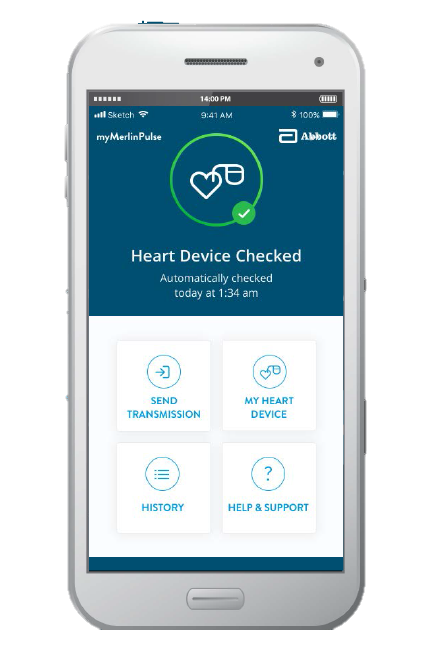 14:00 PM
Sketch 9:41 AM 100%
myMerlinPulse Abbott
Heart Device Checked
Automatically checked
today at 1:34 am
SEND
TRANSMISSION
MY HEART
DEVICE
HISTORY
HELP & SUPPORT
?